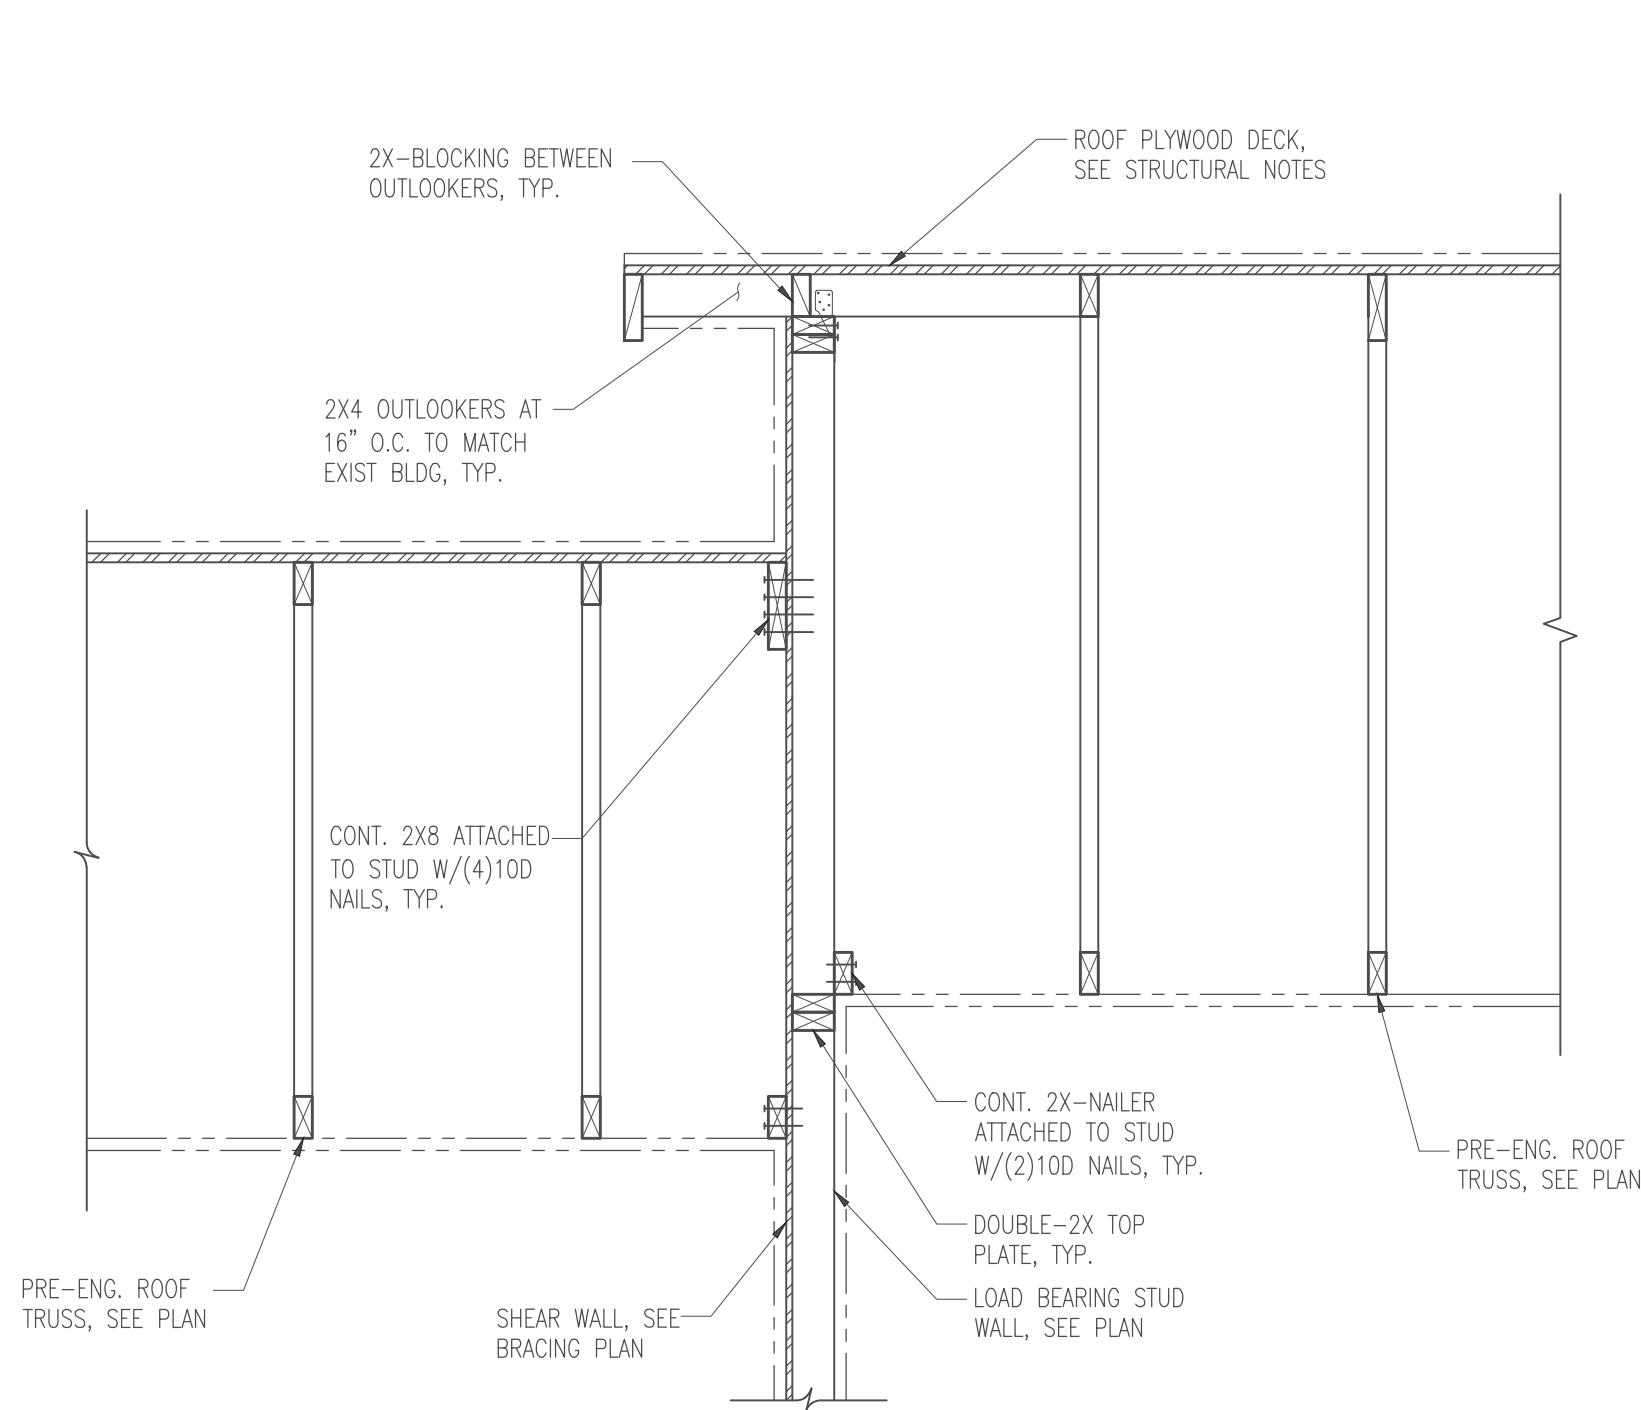 2X-BLOCKING BETWEEN
OUTLOOKERS, TYP.
ROOF PLYWOOD DECK,
SEE STRUCTURAL NOTES
2X4 OUTLOOKERS AT
16" O.C. TO MATCH
EXIST BLDG, TYP.
CONT. 2X8 ATTACHED
TO STUD W/(4)10D
NAILS, TYP.
CONT. 2X-NAILER
ATTACHED TO STUD
W/(2)10D NAILS, TYP.
PRE-ENG. ROOF
TRUSS, SEE PLAN
DOUBLE-2X TOP
PLATE, TYP.
PRE-ENG. ROOF
TRUSS, SEE PLAN
SHEAR WALL, SEE
BRACING PLAN
LOAD BEARING STUD
WALL, SEE PLAN